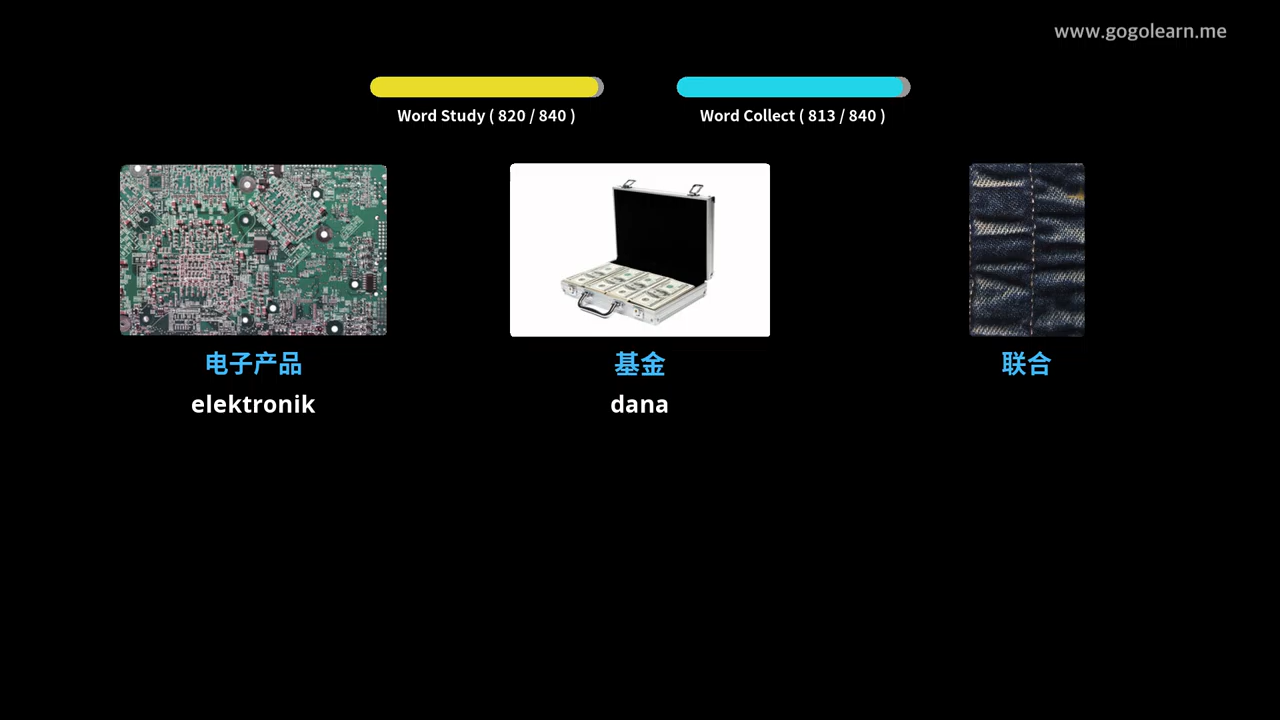 www.gogolearn.me
Word Study ( 820 / 840 )
Word Collect ( 813 / 840 )
电子产品
基金
联合
elektronik
dana